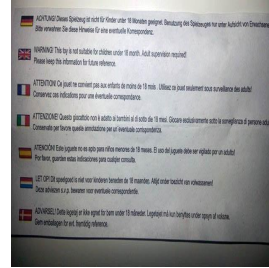 ACHTUNG! Dieses Spielzeug ist nicht für Kinder unter 18 Monaten geeignet. Benutzung des Spielzeuges nur unter Aufsicht von Erwachsenen
Bitte verwahren Sie diese Hinweise für eine eventuelle Korrespondenz.
WARNING! This toy is not suitable for children under 18 month. Adult supervision required!
Please keep this information for future reference.
ATTENTION! Ce jouet ne convient pas aux enfants de moins de 18 mois. Utilisez ce jouet seulement sous surveillance des adults!
Conservez ces indications pour une éventuelle correspondance.
ATTENZIONE! Questo giocattolo non è adatto ai bambini al di sotto dei 18 mesi. Giocare esclusivamente sotto la sorveglianza di persone
Conservate per favore queste annotazione per un'eventuale corrispondenza.
ATENCIÓN! Este juguete no es apto para niños menores de 18 meses. El uso del juguete debe ser vigilado por un adulto!
Por favor, guarden estas indicaciones para cualquier consulta.
LET OP! Dit speelgoed is niet voor kinderen beneden de 18 maanden. Altijd onder toezicht van volwassenen!
Deze adviezen s.v.p. bewaren voor eventuele correspondentie.
ADVARSEL! Dette legetøj er ikke egnet for børn under 18 måneder. Legetøjet må kun benyttes under opsyn af voksne.
Gem emballagen for evt. fremtidig reference.